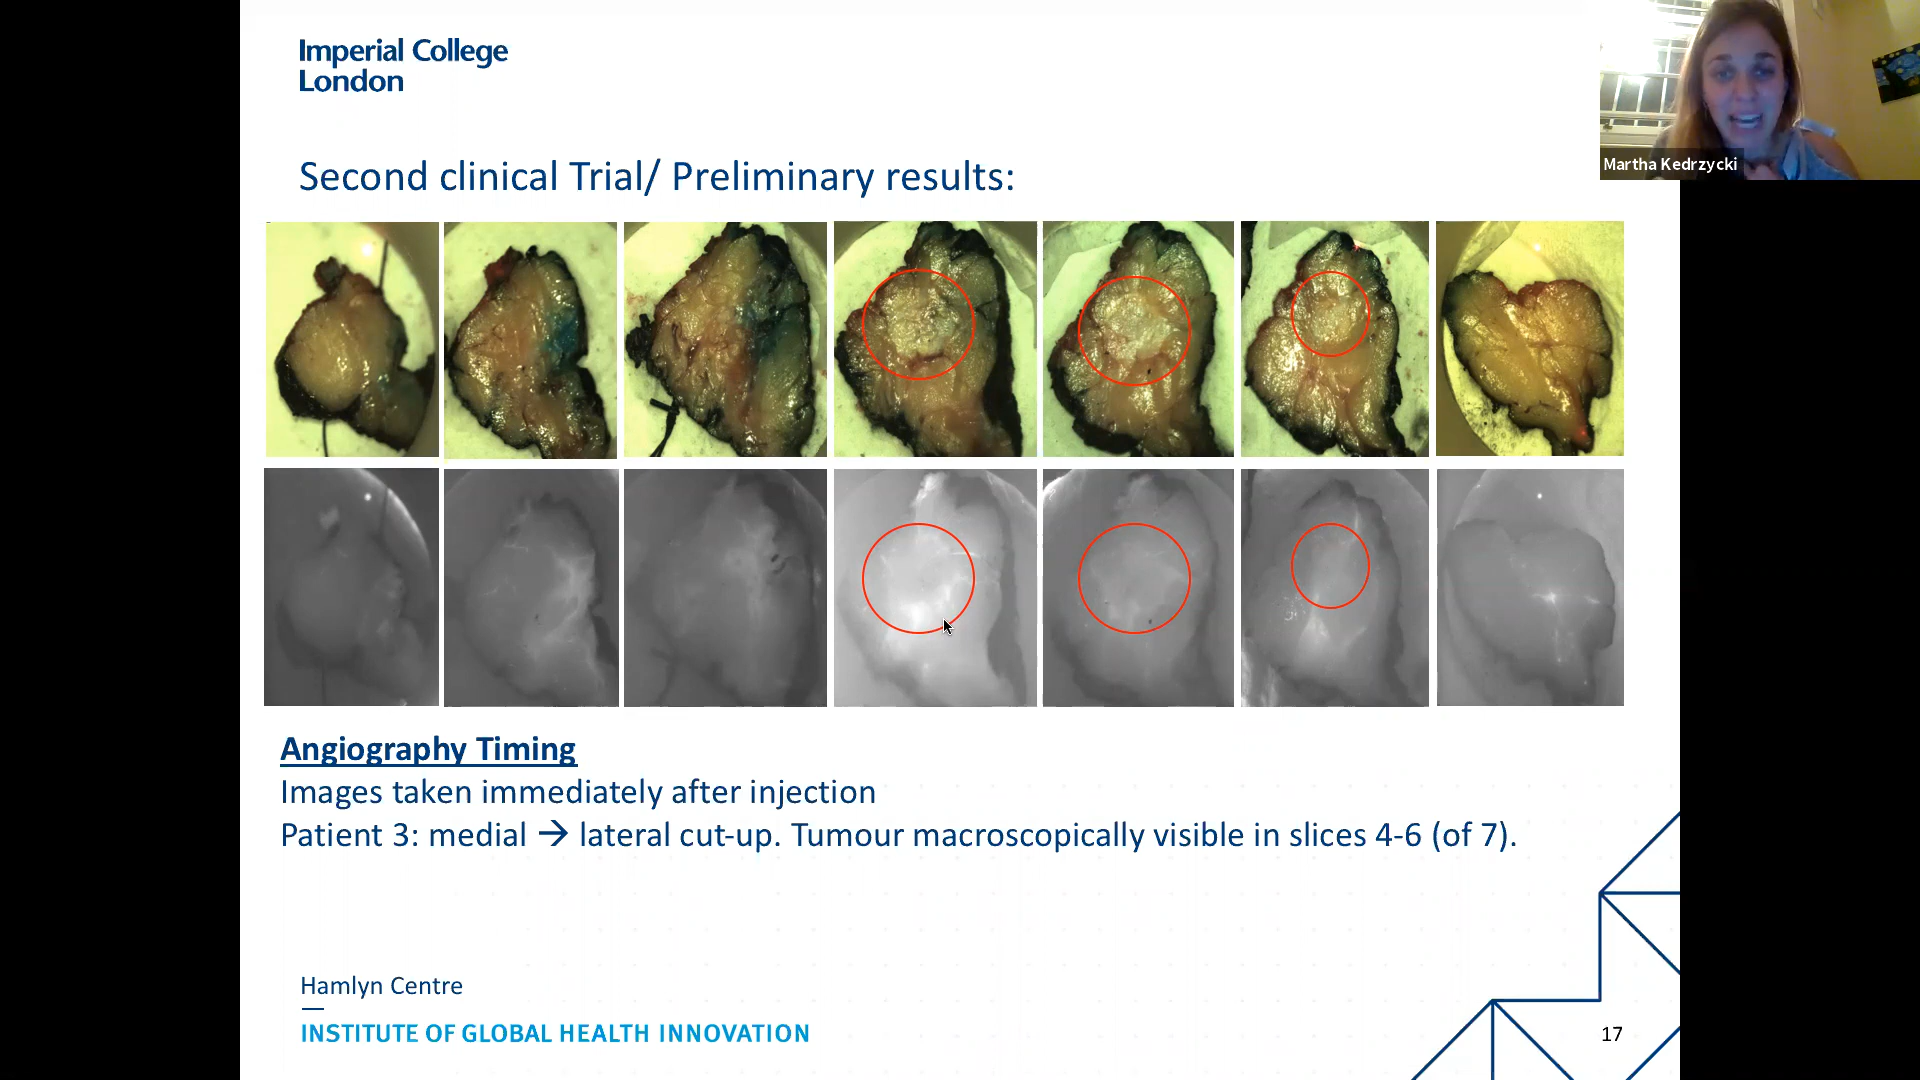 Imperial College
London
Martha Kedrzycki
Second clinical Trial/ Preliminary results:
Angiography Timing
Images taken immediately after injection
Patient 3: medial → lateral cut-up. Tumour macroscopically visible in slices 4-6 (of 7).
Hamlyn Centre
INSTITUTE OF GLOBAL HEALTH INNOVATION
17